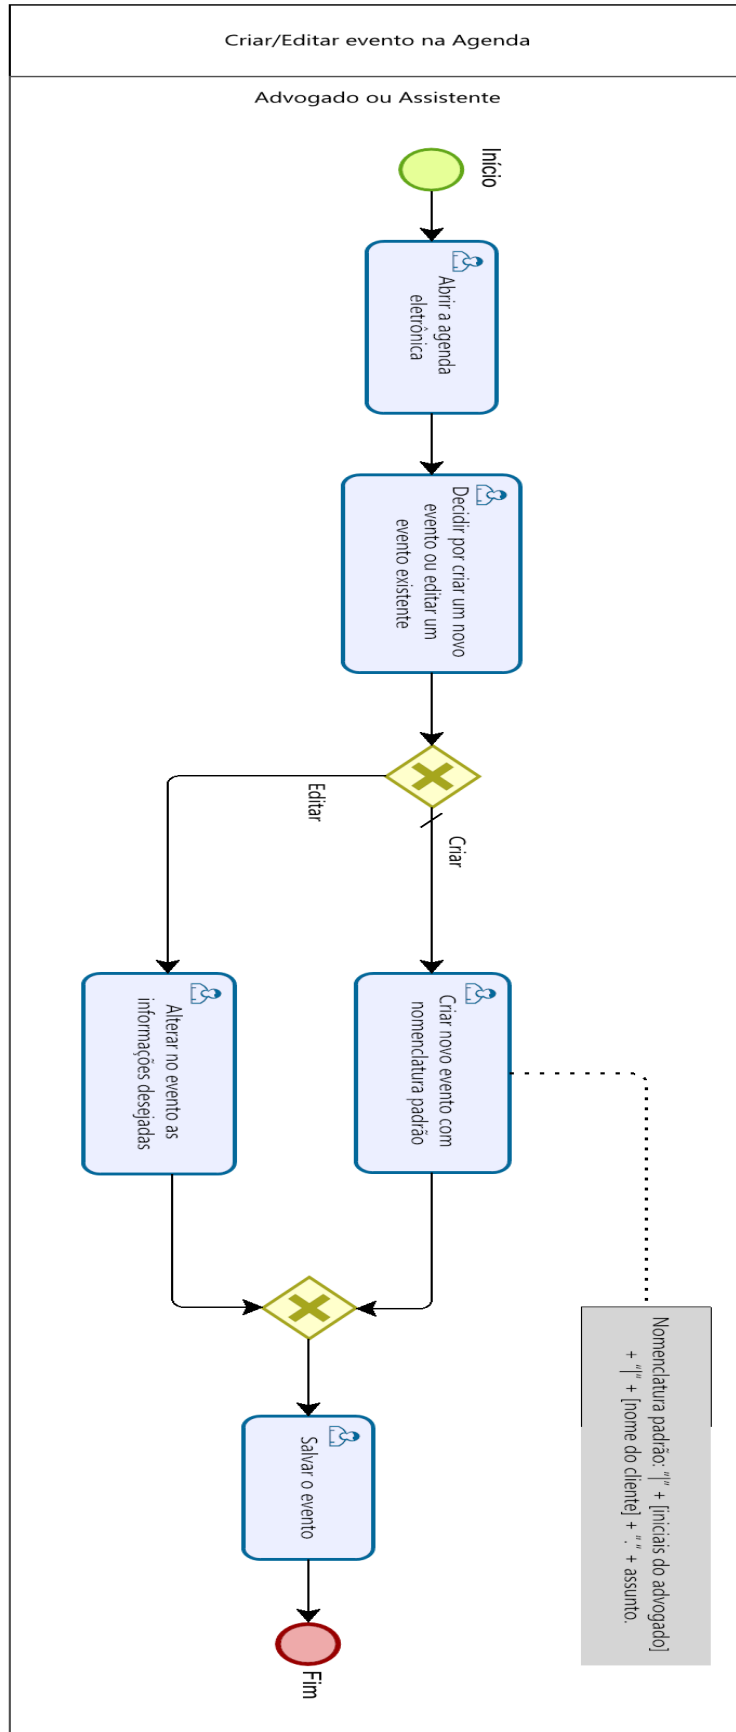 Criar/Editar evento na Agenda
Advogado ou Assistente
Início
Abrir a agenda
eletrônica
Decidir por criar um novo
evento ou editar um
evento existente
Editar
Criar
Criar novo evento com
nomenclatura padrão
Alterar no evento as
informações desejadas
Nomenclatura padrão: "|" + [iniciais do advogado]
+ "|" + [nome do cliente] + "." + assunto.
Salvar o evento
Fim